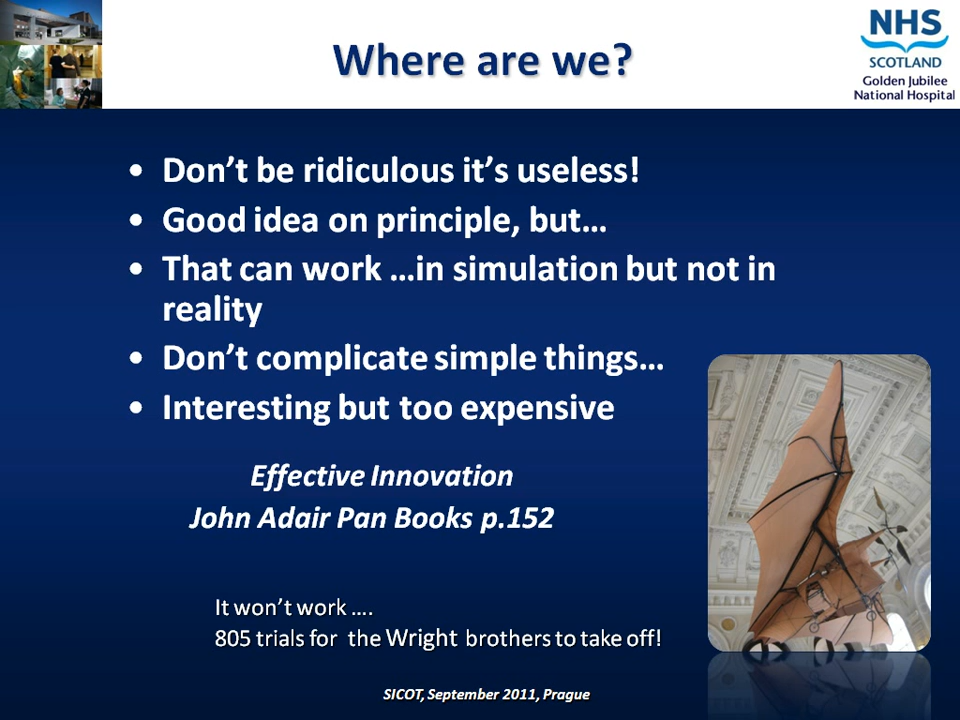 Where are we?
NHS
SCOTLAND
Golden Jubilee
National Hospital
• Don’t be ridiculous it’s useless!
• Good idea on principle, but…
• That can work …in simulation but not in
reality
• Don’t complicate simple things…
• Interesting but too expensive
Effective Innovation
John Adair Pan Books p.152
It won’t work ….
805 trials for the Wright brothers to take off!
SICOT, September 2011, Prague